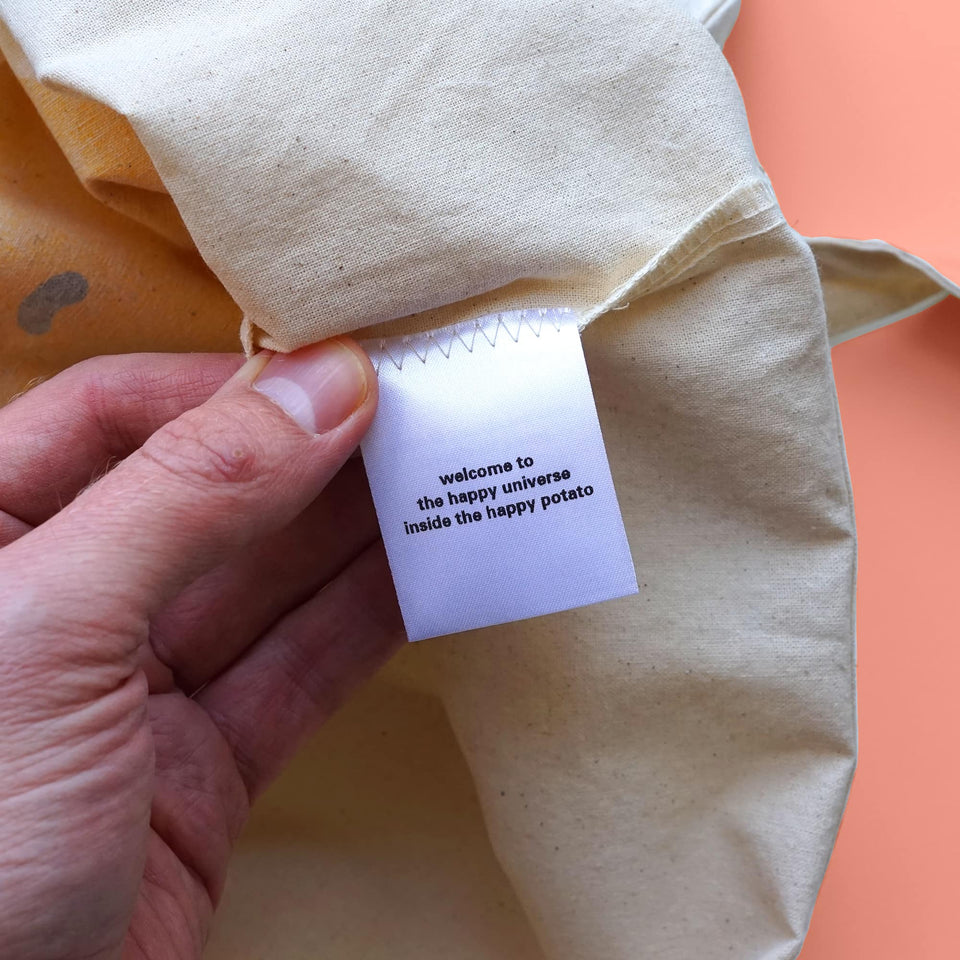 welcome to
the happy universe
inside the happy potato